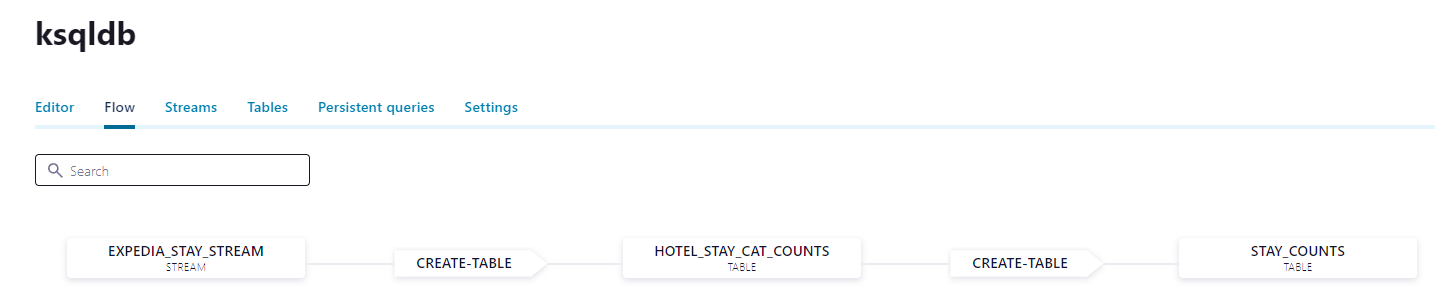 ksqldb
Editor Flow Streams Tables Persistent queries Settings
Search
EXPEDIA_STAY_STREAM
STREAM
CREATE-TABLE
HOTEL_STAY_CAT_COUNTS
TABLE
CREATE-TABLE
STAY_COUNTS
TABLE